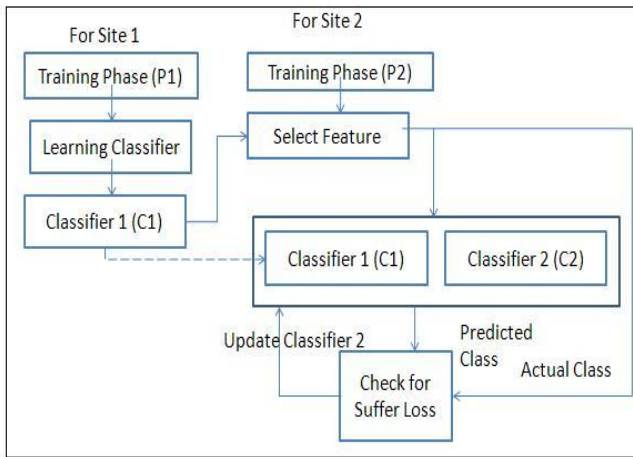 For Site 1
For Site 2
Training Phase (P1)
Training Phase (P2)
Learning Classifier
Select Feature
Classifier 1 (C1)
Classifier 1 (C1)
Classifier 2 (C2)
Update Classifier 2
Predicted
Class
Actual Class
Check for
Suffer Loss